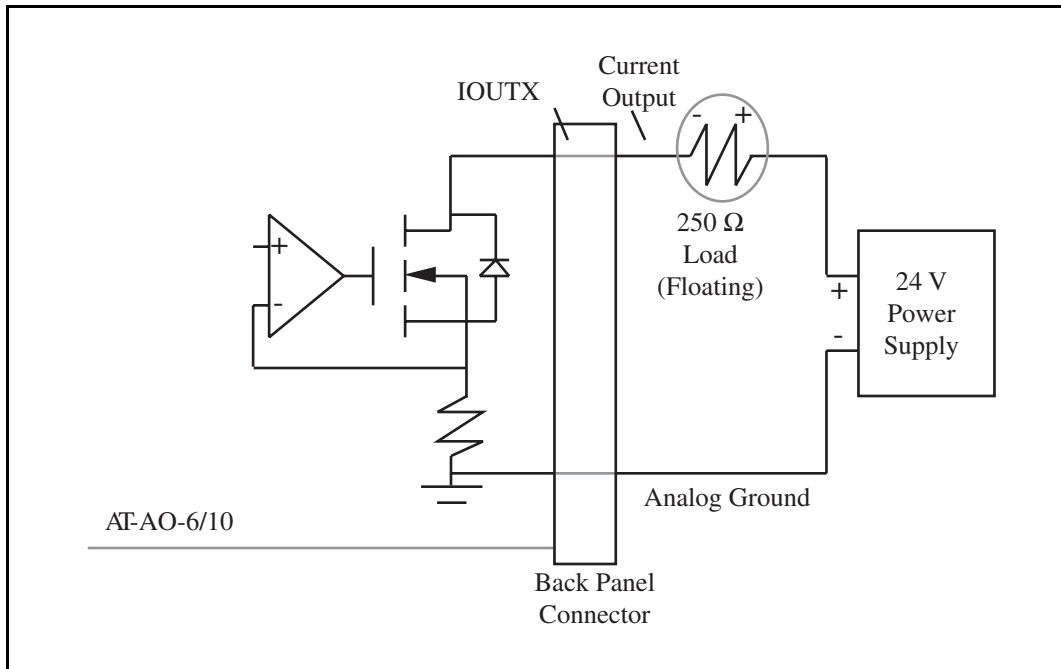 IOUTX
Current
Output
- +
250 Ω
Load
(Floating)
+
-
+
-
24 V
Power
Supply
Analog Ground
AT-AO-6/10
Back Panel
Connector